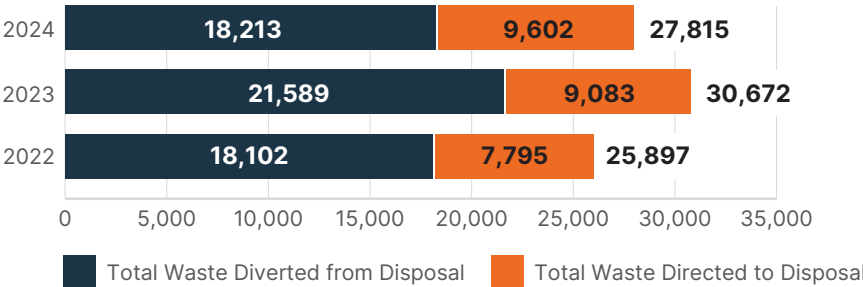 2024 18,213 9,602 27,815
2023 21,589 9,083 30,672
2022 18,102 7,795 25,897
0 5,000 10,000 15,000 20,000 25,000 30,000 35,000
Total Waste Diverted from Disposal Total Waste Directed to Disposal